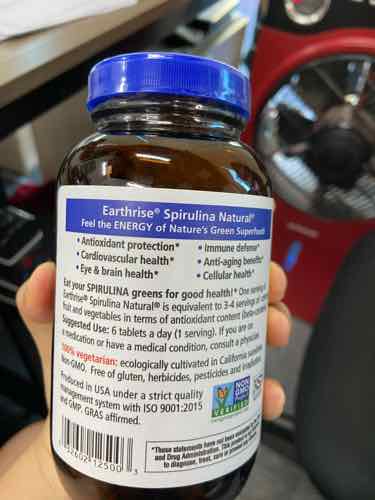 Earthrise® Spirulina Natural®
Feel the ENERGY of Nature's Green Superfood!
• Antioxidant protection*
• Cardiovascular health*
• Eye & brain health*
• Immune defense*
• Anti-aging benefits*
• Cellular health*
Eat your SPIRULINA greens for good health!* One serving of
Earthrise® Spirulina Natural® is equivalent to 3-4 servings of
fruit and vegetables in terms of antioxidant content
Suggested Use: 6 tablets a day (1 serving). If you are on
a medication or have a medical condition, consult a physician.
100% vegetarian: ecologically cultivated in California
Non-GMO. Free of gluten, herbicides, pesticides and
Produced in USA under a strict quality
management system with ISO 9001:2015
and GMP. GRAS affirmed.
NON
GMO
VERIFIED
52602 12500
*These statements have not been
and Drug Administration. This
to diagnose, treat, cure or